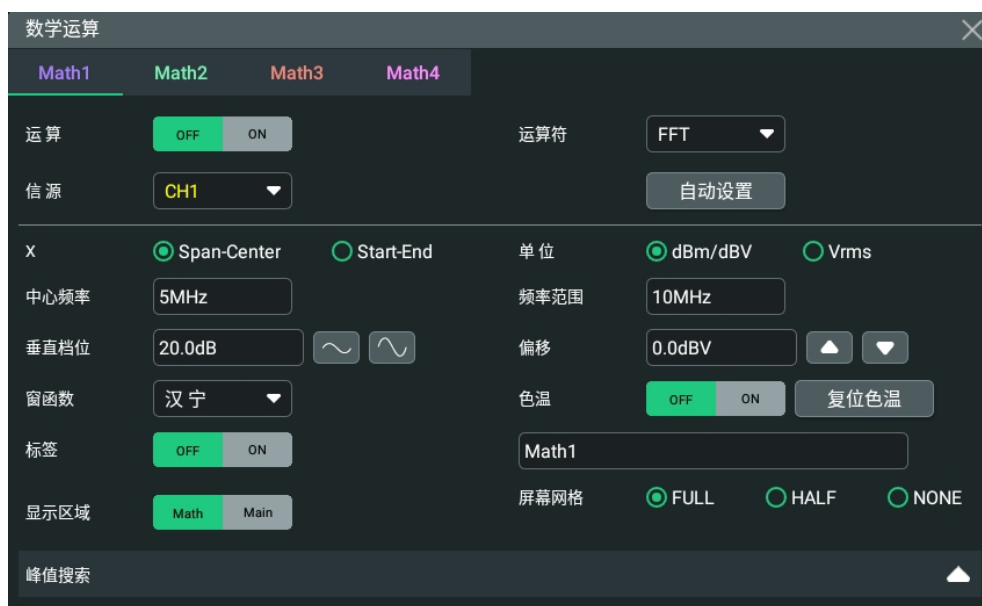 数学运算
Math1 Math2 Math3 Math4
运算 OFF ON 运算符 FFT
信源 CH1 自动设置
X Span-Center Start-End 单位 dBm/dBV Vrms
中心频率 5MHz 频率范围 10MHz
垂直档位 20.0dB 偏移 0.0dBV
窗函数 汉宁 色温 OFF ON 复位色温
标签 OFF ON Math1
显示区域 Math Main 屏幕网格 FULL HALF NONE
峰值搜索